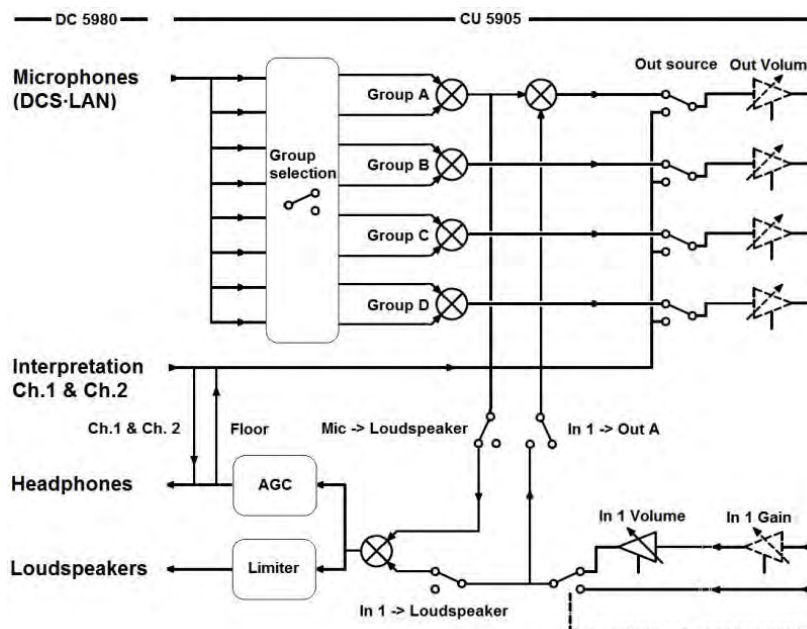 DC 5980
CU 5905
Microphones
(DCS·LAN)
Out source
Out Volum
Group A
Group B
Group
selection
Group C
Group D
Interpretation
Ch.1 & Ch.2
Ch.1 & Ch. 2
Floor
Mic -> Loudspeaker
In 1 -> Out A
Headphones
AGC
In 1 Volume
In 1 Gain
Loudspeakers
Limiter
In 1 -> Loudspeaker